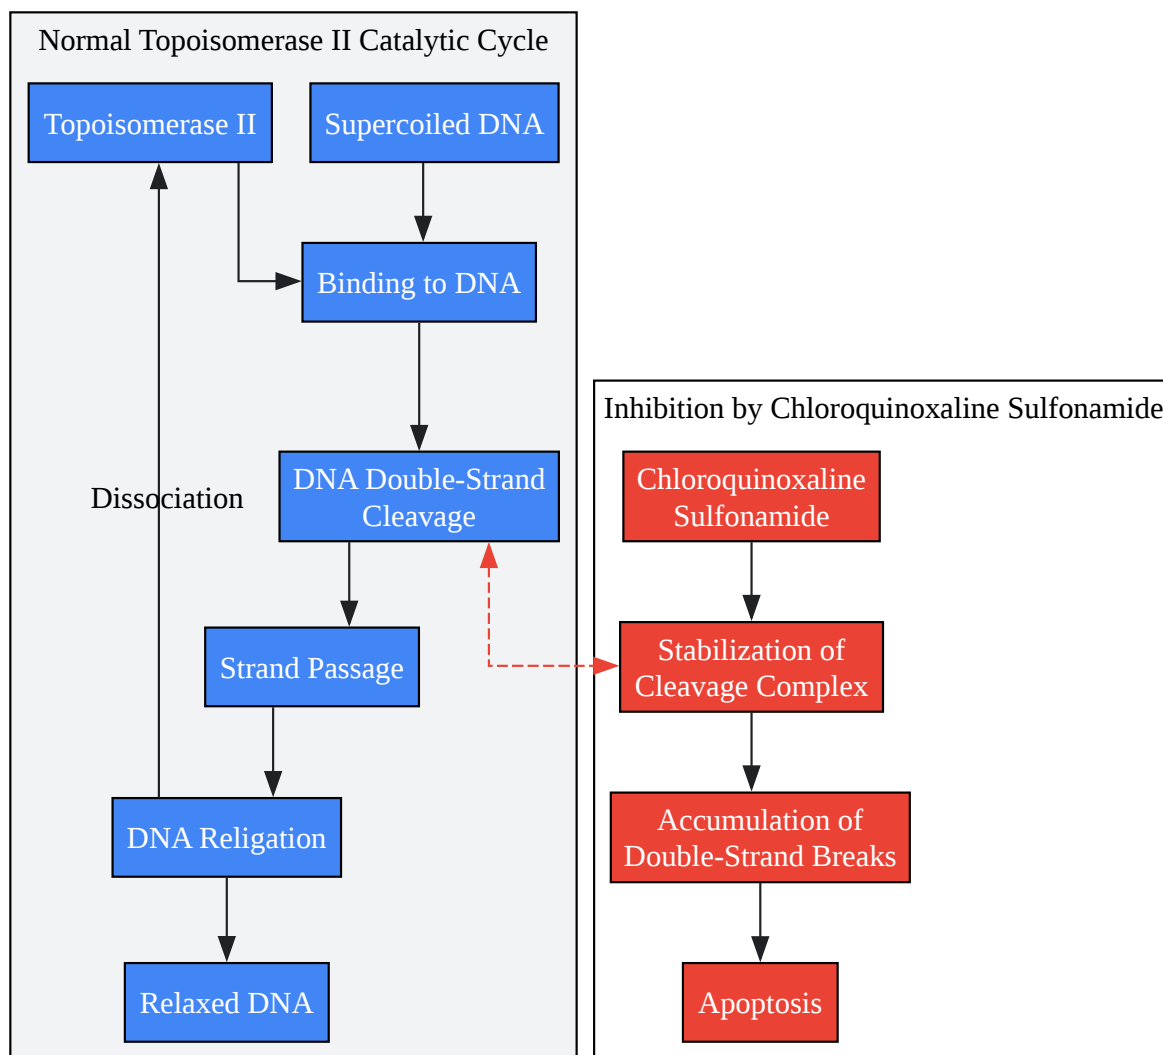 Normal Topoisomerase II Catalytic Cycle
Topoisomerase II
Supercoiled DNA
Binding to DNA
DNA Double-Strand
Cleavage
Dissociation
Strand Passage
DNA Religation
Relaxed DNA
Inhibition by Chloroquinoxaline Sulfonamide
Chloroquinoxaline
Sulfonamide
Stabilization of
Cleavage Complex
Accumulation of
Double-Strand Breaks
Apoptosis